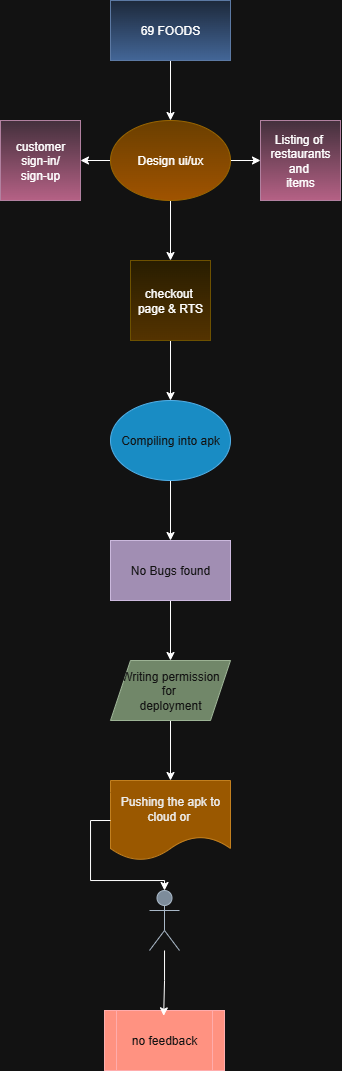 69 FOODS
customer
sign-in/
sign-up
Design ui/ux
Listing of
restaurants
and
items
checkout
page & RTS
Compiling into apk
No Bugs found
Writing permission
for
deployment
Pushing the apk to
cloud or
no feedback